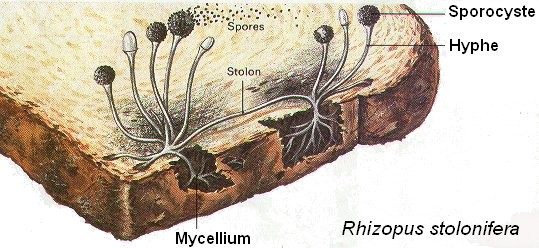 Sporocyste
Spores
Hyphe
Stolon
Mycellium
Rhizopus stolonifera